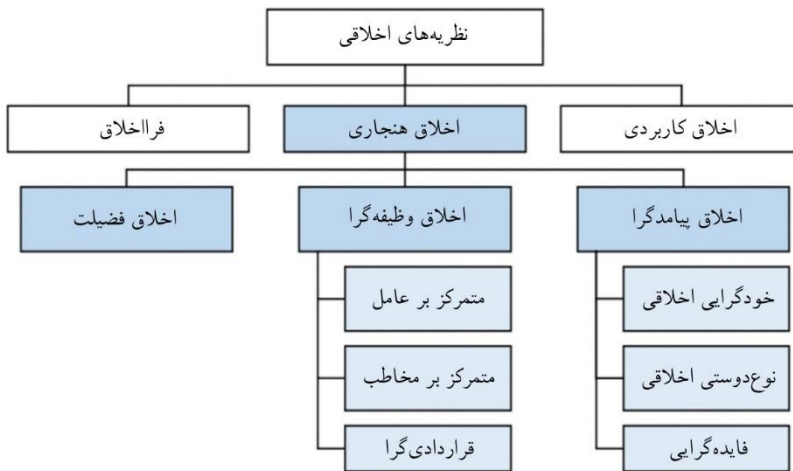 نظریه‌های اخلاقی
اخلاق کاربردی
اخلاق هنجاری
فرااخلاق
اخلاق پیامدگرا
اخلاق وظیفه‌گرا
اخلاق فضیلت
خودگرایی اخلاقی
متمرکز بر عامل
نوع‌دوستی اخلاقی
متمرکز بر مخاطب
فایده‌گرایی
قراردادی‌گرا